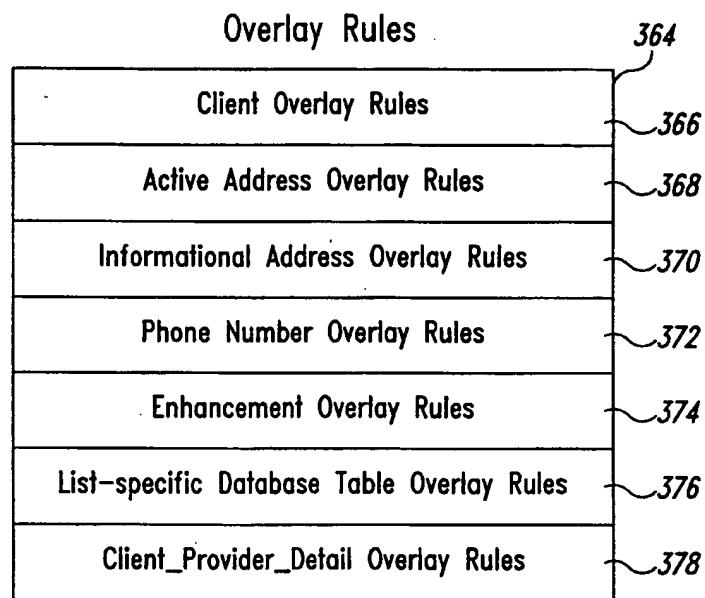 Overlay Rules
364
Client Overlay Rules
366
Active Address Overlay Rules
368
Informational Address Overlay Rules
370
Phone Number Overlay Rules
372
Enhancement Overlay Rules
374
List-specific Database Table Overlay Rules
376
Client_Provider_Detail Overlay Rules
378